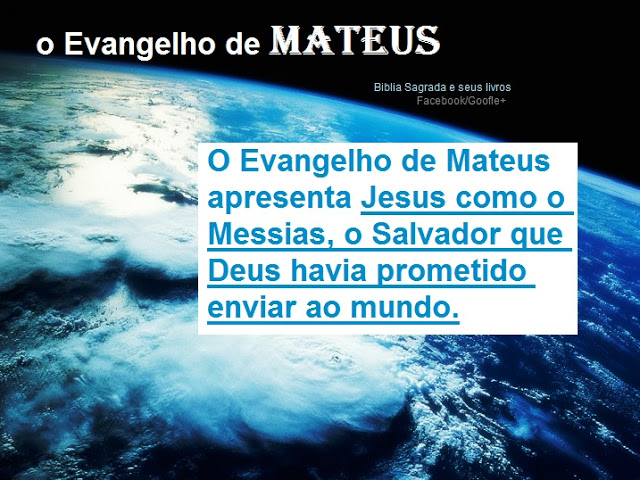 o Evangelho de MATEUS
Biblia Sagrada e seus livros
Facebook/Goofle+
O Evangelho de Mateus
apresenta Jesus como o
Messias, o Salvador que
Deus havia prometido
enviar ao mundo.